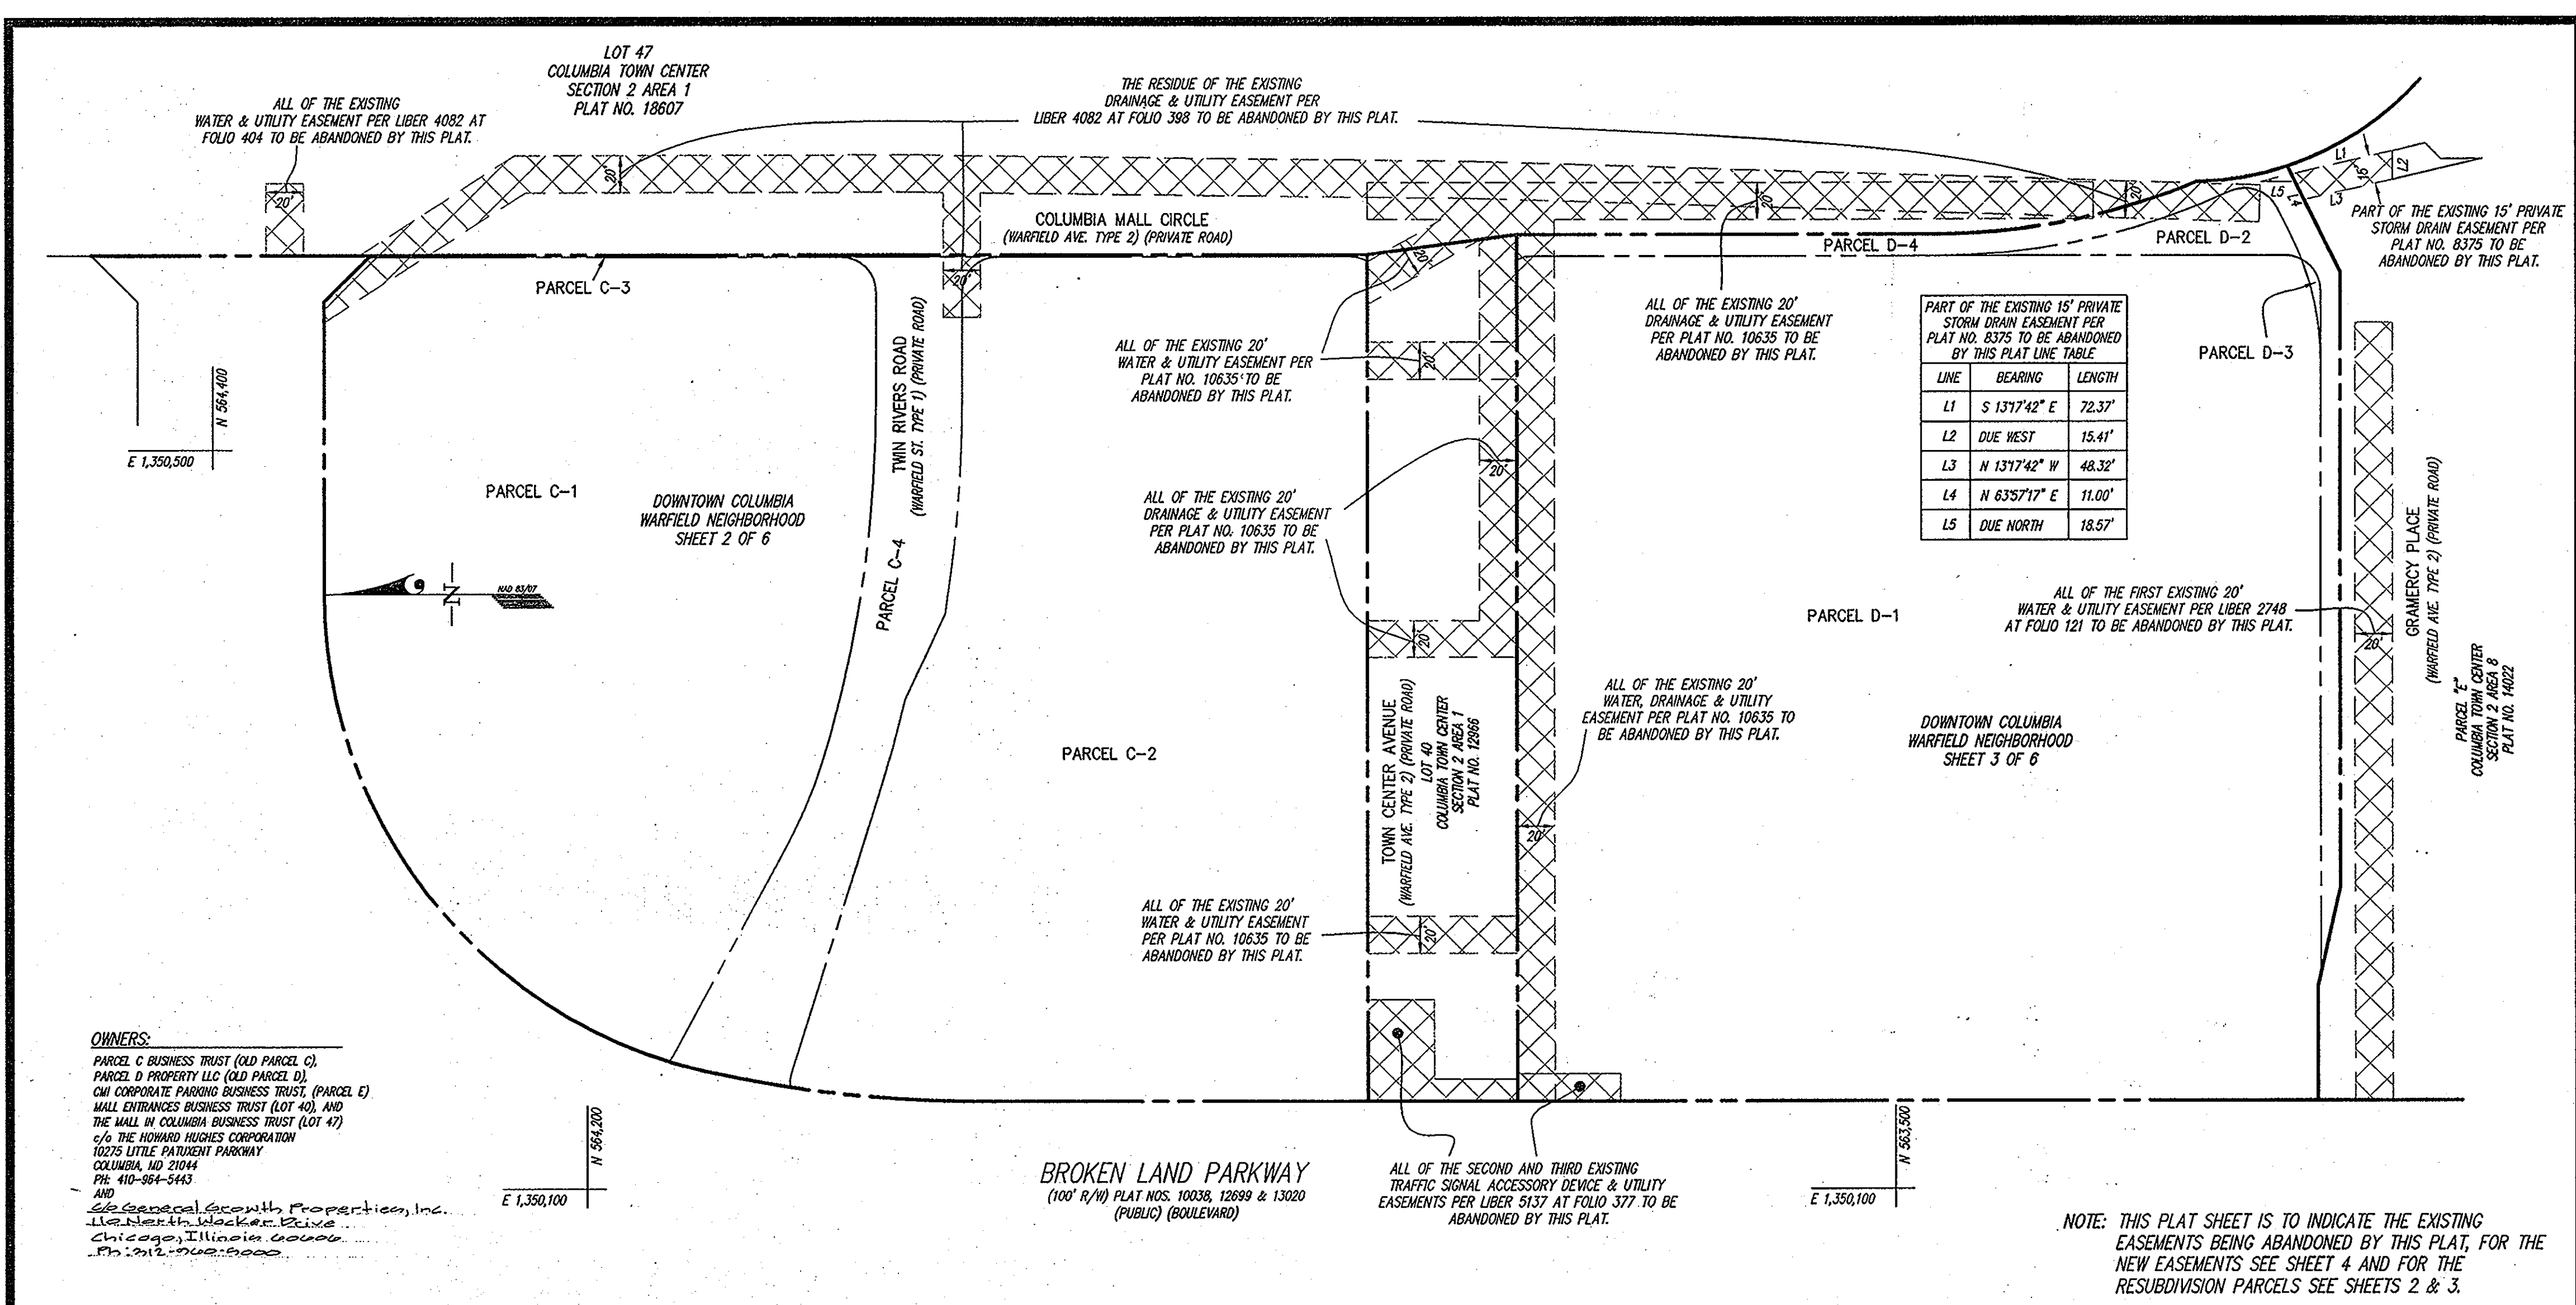 LOT 47
COLUMBIA TOWN CENTER
SECTION 2 AREA 1
PLAT NO. 18607
ALL OF THE EXISTING
WATER & UTILITY EASEMENT PER LIBER 4082 AT
FOLIO 404 TO BE ABANDONED BY THIS PLAT.
THE RESIDUE OF THE EXISTING
DRAINAGE & UTILITY EASEMENT PER
LIBER 4082 AT FOLIO 398 TO BE ABANDONED BY THIS PLAT.
20'
20'
20'
20'
L1
15'
L2
L5
L4
L3
PART OF THE EXISTING 15' PRIVATE
STORM DRAIN EASEMENT PER
PLAT NO. 8375 TO BE
ABANDONED BY THIS PLAT.
COLUMBIA MALL CIRCLE
(WARFIELD AVE. TYPE 2) (PRIVATE ROAD)
PARCEL D-4
PARCEL D-2
20'
20'
PARCEL C-3
TWIN RIVERS ROAD
(WARFIELD ST. TYPE 1) (PRIVATE ROAD)
ALL OF THE EXISTING 20'
WATER & UTILITY EASEMENT PER
PLAT NO. 10635 TO BE
ABANDONED BY THIS PLAT.
20'
ALL OF THE EXISTING 20'
DRAINAGE & UTILITY EASEMENT
PER PLAT NO. 10635 TO BE
ABANDONED BY THIS PLAT.
PART OF THE EXISTING 15' PRIVATE
STORM DRAIN EASEMENT PER
PLAT NO. 8375 TO BE ABANDONED
BY THIS PLAT LINE TABLE
LINE BEARING LENGTH
L1 S 13°17'42" E 72.37'
L2 DUE WEST 15.41'
L3 N 13°17'42" W 48.32'
L4 N 63°57'17" E 11.00'
L5 DUE NORTH 18.57'
PARCEL D-3
N 564,400
E 1,350,500
PARCEL C-1
DOWNTOWN COLUMBIA
WARFIELD NEIGHBORHOOD
SHEET 2 OF 6
N
NAD 83/07
PARCEL C-4
ALL OF THE EXISTING 20'
DRAINAGE & UTILITY EASEMENT
PER PLAT NO. 10635 TO BE
ABANDONED BY THIS PLAT.
20'
20'
PARCEL D-1
ALL OF THE FIRST EXISTING 20'
WATER & UTILITY EASEMENT PER LIBER 2748
AT FOLIO 121 TO BE ABANDONED BY THIS PLAT.
20'
GRAMERCY PLACE
(WARFIELD AVE. TYPE 2) (PRIVATE ROAD)
PARCEL "E"
COLUMBIA TOWN CENTER
SECTION 2 AREA 8
PLAT NO. 14022
PARCEL C-2
TOWN CENTER AVENUE
(WARFIELD AVE. TYPE 2) (PRIVATE ROAD)
LOT 40
COLUMBIA TOWN CENTER
SECTION 2 AREA 1
PLAT NO. 12966
ALL OF THE EXISTING 20'
WATER, DRAINAGE & UTILITY
EASEMENT PER PLAT NO. 10635 TO
BE ABANDONED BY THIS PLAT.
20'
DOWNTOWN COLUMBIA
WARFIELD NEIGHBORHOOD
SHEET 3 OF 6
ALL OF THE EXISTING 20'
WATER & UTILITY EASEMENT
PER PLAT NO. 10635 TO BE
ABANDONED BY THIS PLAT.
20'
OWNERS:
PARCEL C BUSINESS TRUST (OLD PARCEL C),
PARCEL D PROPERTY LLC (OLD PARCEL D),
CMI CORPORATE PARKING BUSINESS TRUST, (PARCEL E)
MALL ENTRANCES BUSINESS TRUST (LOT 40), AND
THE MALL IN COLUMBIA BUSINESS TRUST (LOT 47)
c/o THE HOWARD HUGHES CORPORATION
10275 LITTLE PATUXENT PARKWAY
COLUMBIA, MD 21044
PH: 410-964-5443
AND
c/o General Growth Properties, Inc.
110 North Wacker Drive
Chicago, Illinois 60606
Ph: 312-960-5000
N 564,200
E 1,350,100
BROKEN LAND PARKWAY
(100' R/W) PLAT NOS. 10038, 12699 & 13020
(PUBLIC) (BOULEVARD)
ALL OF THE SECOND AND THIRD EXISTING
TRAFFIC SIGNAL ACCESSORY DEVICE & UTILITY
EASEMENTS PER LIBER 5137 AT FOLIO 377 TO BE
ABANDONED BY THIS PLAT.
N 563,500
E 1,350,100
NOTE: THIS PLAT SHEET IS TO INDICATE THE EXISTING
EASEMENTS BEING ABANDONED BY THIS PLAT, FOR THE
NEW EASEMENTS SEE SHEET 4 AND FOR THE
RESUBDIVISION PARCELS SEE SHEETS 2 & 3.